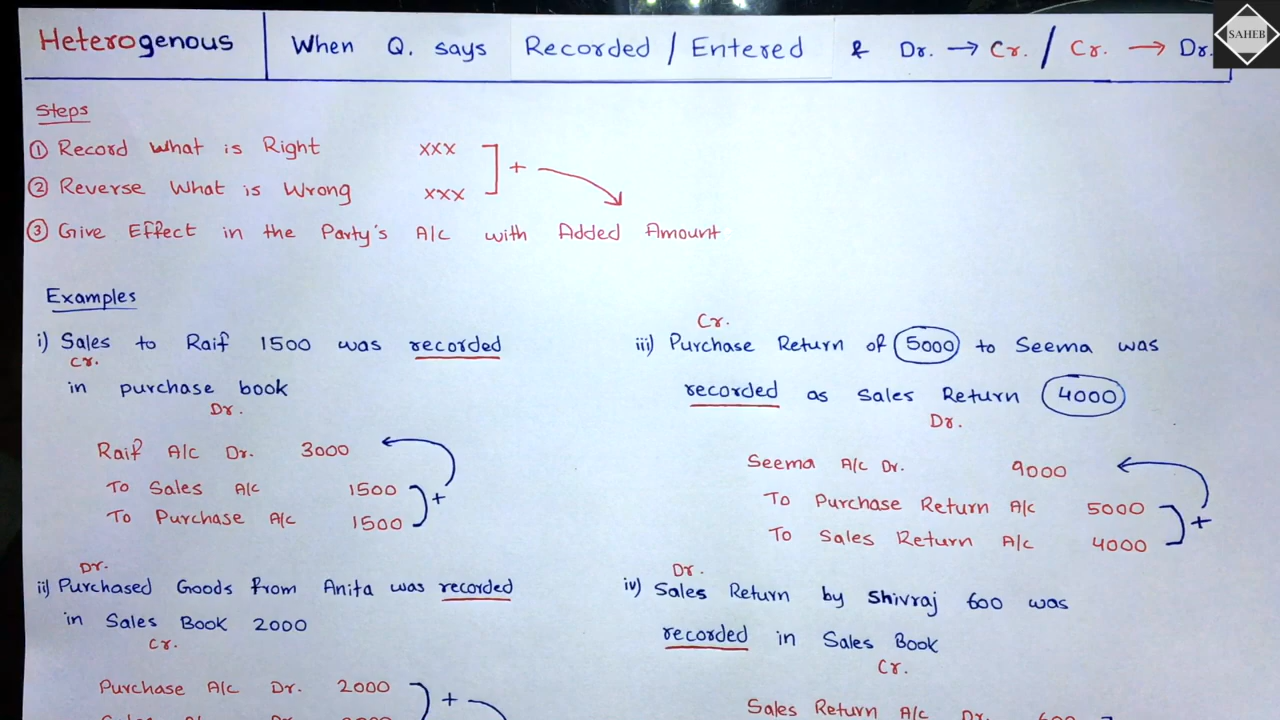 Heterogenous When Q. says Recorded / Entered & Dr. → Cr. / Cr. → Dr.
SAHEB
Steps
① Record What is Right xxx
② Reverse What is Wrong xxx
+
③ Give Effect in the Party's A/c with Added Amount
Examples
i) Sales to Raif 1500 was recorded
Cr.
in purchase book
Dr.
Raif A/c Dr. 3000
To Sales A/c 1500
To Purchase A/c 1500
+
Dr.
ii) Purchased Goods from Anita was recorded
in Sales Book 2000
Cr.
Purchase A/c Dr. 2000
+
Cr.
iii) Purchase Return of 5000 to Seema was
recorded as Sales Return 4000
Dr.
Seema A/c Dr. 9000
To Purchase Return A/c 5000
To Sales Return A/c 4000
+
Dr.
iv) Sales Return by Shivraj 600 was
recorded in Sales Book
Cr.
Sales Return A/c Dr. 600